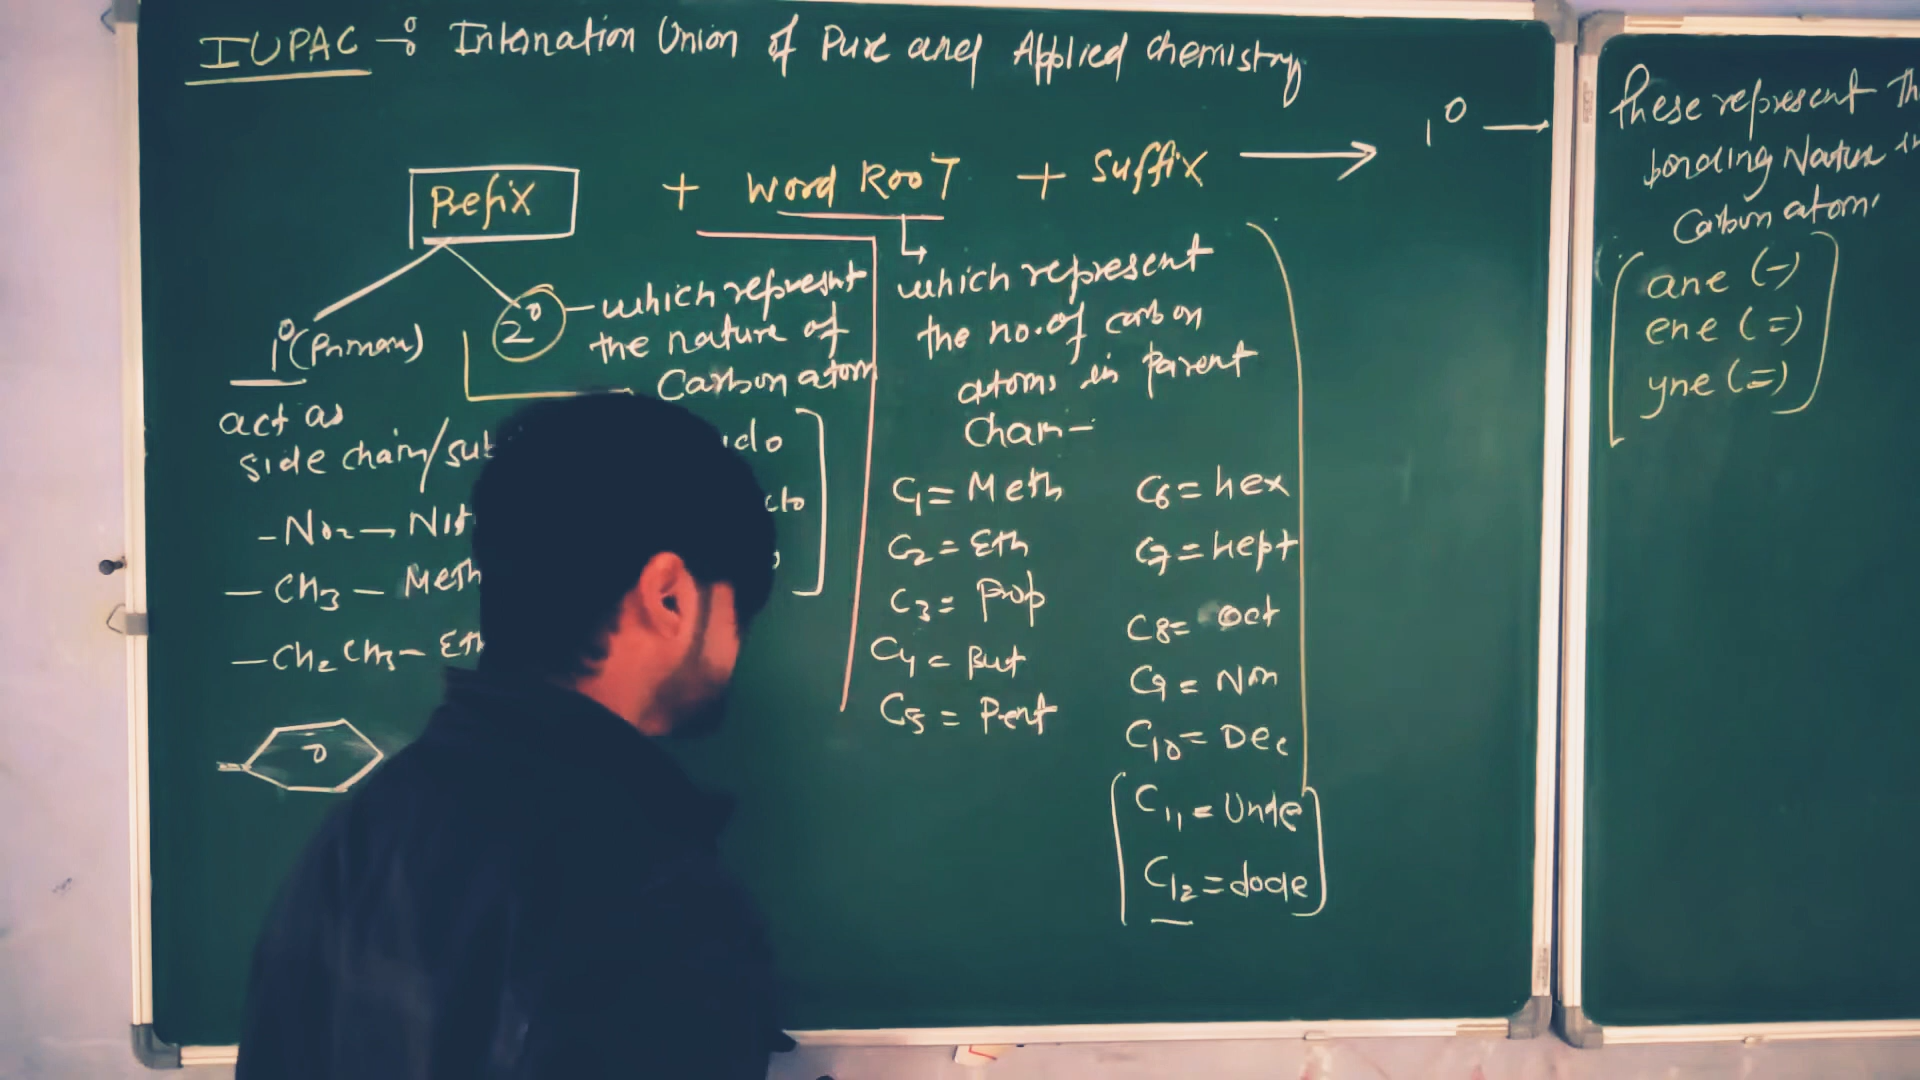 IUPAC -: Internation Union of Pure and Applied chemistry
Prefix + Word RooT + Suffix → 1° →
1° (Primary)
act as
side chain/sub
-NO2 → Nit
- CH3 - Meth
- CH2 CH3 - Eth
2° - which represent
the nature of
Carbon atom
which represent
the no. of carbon
atoms in parent
Chain -
C1 = Meth
C2 = Eth
C3 = Prop
C4 = But
C5 = Pent
C6 = hex
C7 = hept
C8 = oct
C9 = Non
C10 = Dec
C11 = Unde
C12 = dode
These represent
bonding Nature in
Carbon atom
ane (-)
ene (=)
yne (≡)